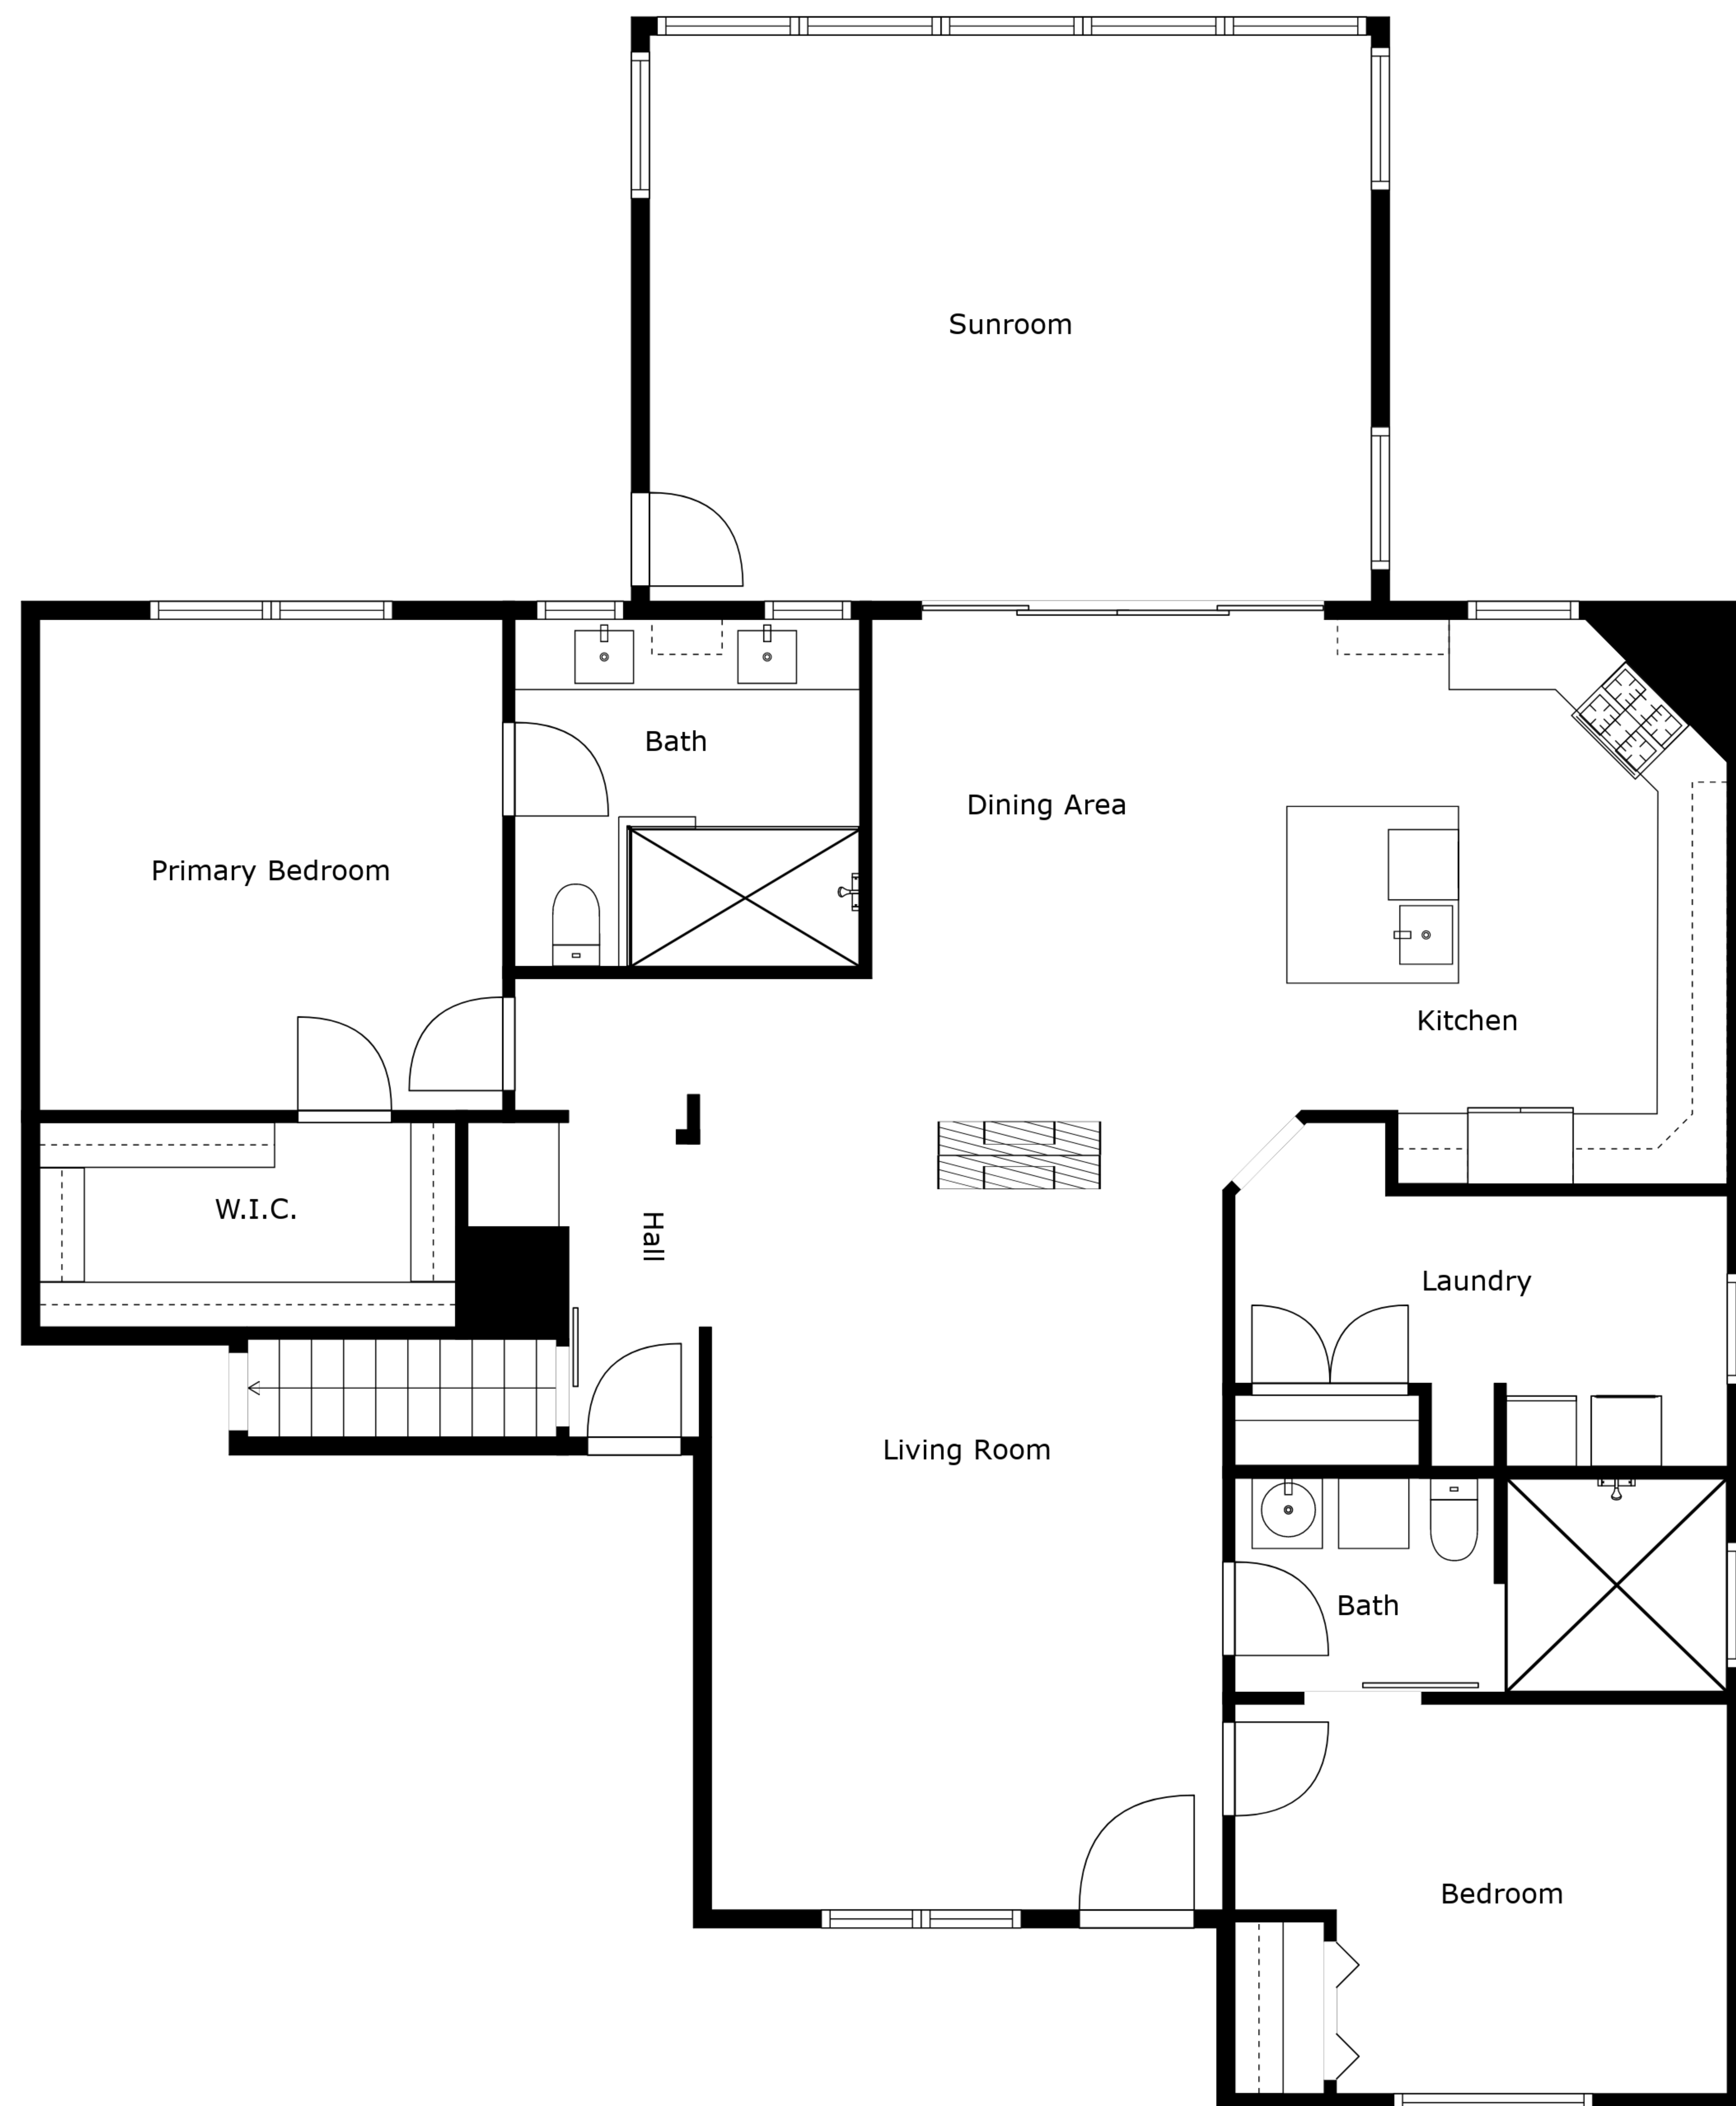 Sunroom
Bath
Dining Area
Primary Bedroom
Kitchen
W.I.C.
Hall
Laundry
Living Room
Bath
Bedroom